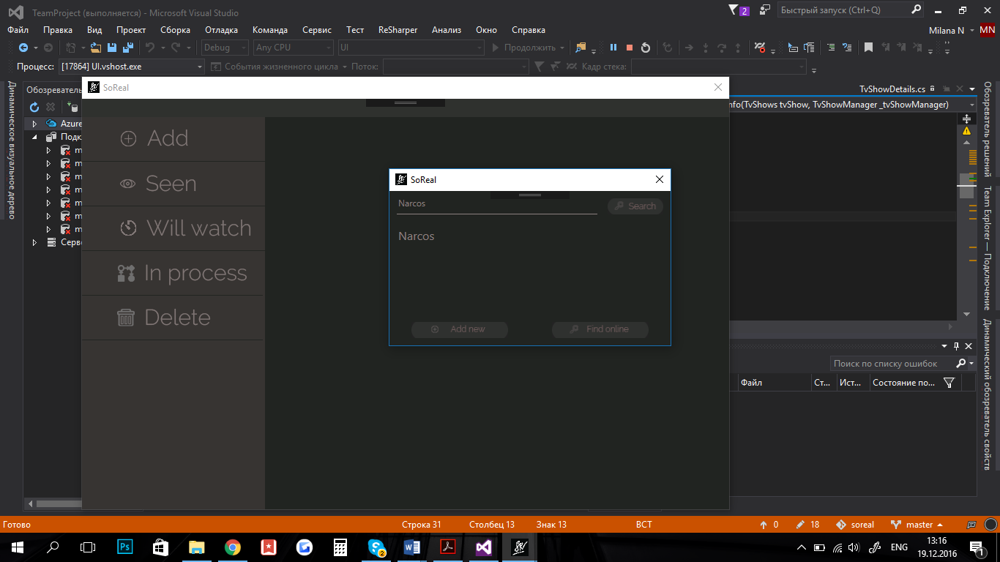 TeamProject (выполняется) - Microsoft Visual Studio
2
Быстрый запуск (Ctrl+Q)
Файл Правка Вид Проект Сборка Отладка Команда Сервис Тест ReSharper Анализ Окно Справка
Milana N
MN
Debug Any CPU UI Продолжить
Процесс: [17864] UI.vshost.exe События жизненного цикла Поток: Кадр стека:
Динамическое визуальное дерево
Обозреватель
Azure
Подк
m
m
m
m
m
m
m
Серве
SoReal
Add
Seen
Will watch
In process
Delete
SoReal
Narcos
Search
Narcos
Add new
Find online
TvShowDetails.cs
nfo(TvShows tvShow, TvShowManager _tvShowManager)
Поиск по списку ошибок
Файл Ст... Ист... Состояние по...
Обозреватель решений
Team Explorer — Подключение
Динамический обозреватель свойств
Готово Строка 31 Столбец 13 Знак 13 ВСТ 0 18 soreal master
Ps
2
W
ENG
13:16
19.12.2016
1